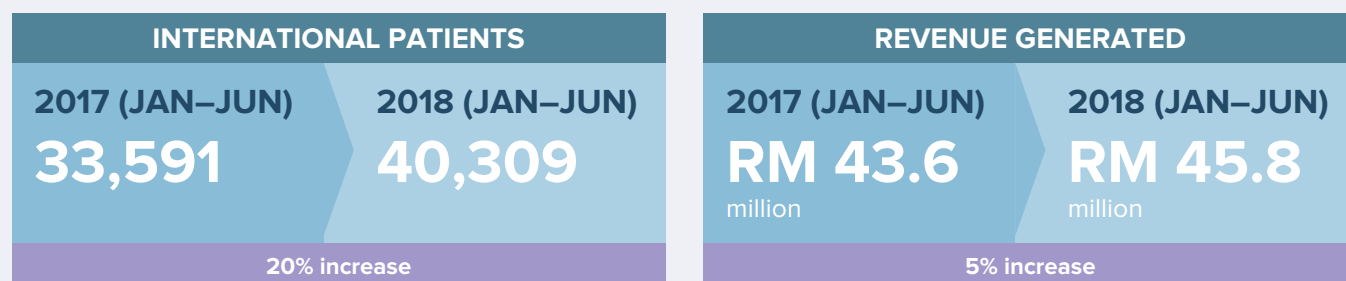 INTERNATIONAL PATIENTS
2017 (JAN–JUN)
33,591
2018 (JAN–JUN)
40,309
20% increase
REVENUE GENERATED
2017 (JAN–JUN)
RM 43.6
million
2018 (JAN–JUN)
RM 45.8
million
5% increase